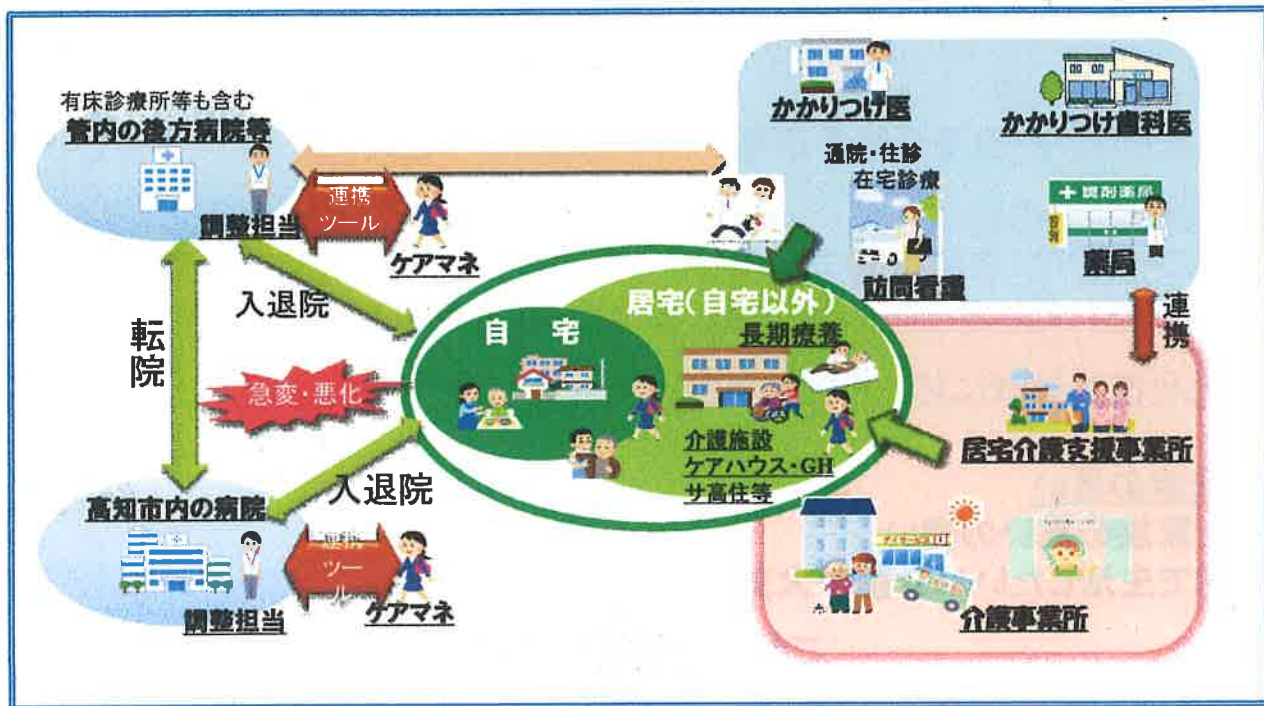 有床診療所等も含む
管内の後方病院等
調整担当
連携
ツール
ケアマネ
かかりつけ医
かかりつけ歯科医
通院・往診
在宅診療
訪問看護
調剤薬局
薬局
連携
転院
入退院
急変・悪化
入退院
自宅
居宅(自宅以外)
長期療養
介護施設
ケアハウス・GH
サ高住等
高知市内の病院
調整担当
連携
ツー
ル
ケアマネ
居宅介護支援事業所
介護事業所